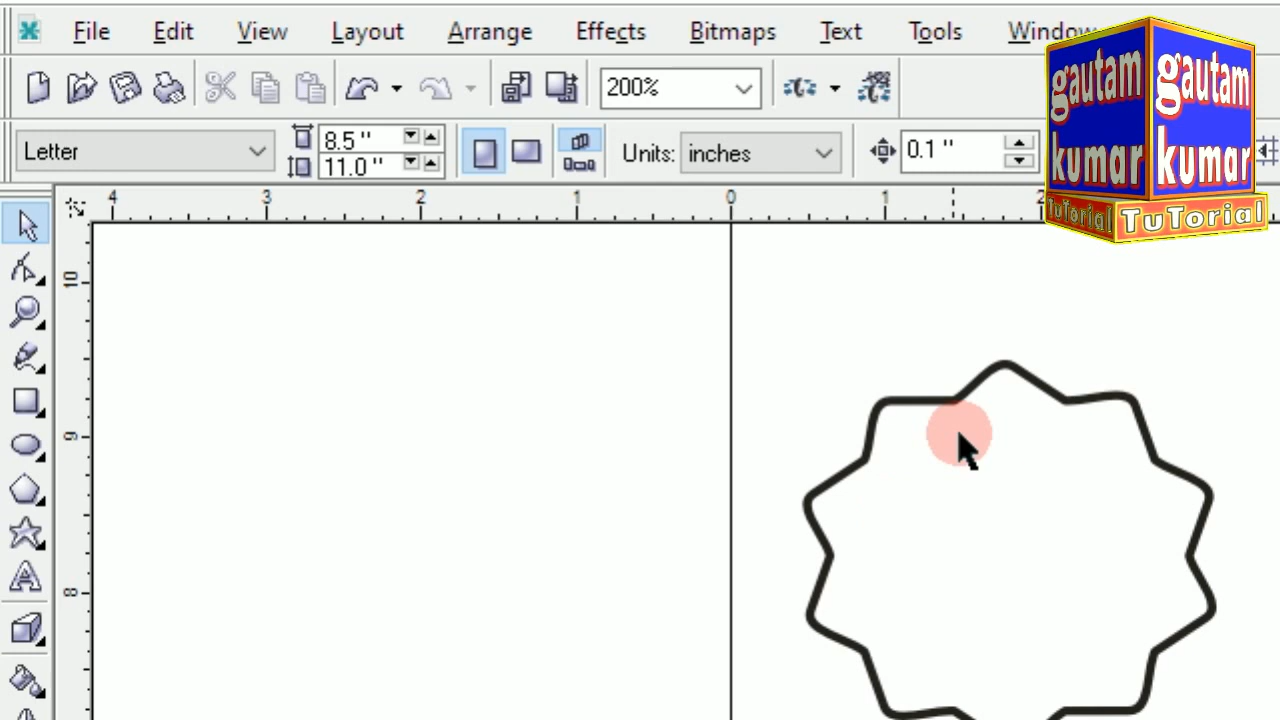 File Edit View Layout Arrange Effects Bitmaps Text Tools Window
200%
Letter 8.5 " 11.0 " Units: inches 0.1 "
4 3 2 1 0 1 2
10
9
8
gautam kumar TuTorial
gautam kumar TuTorial